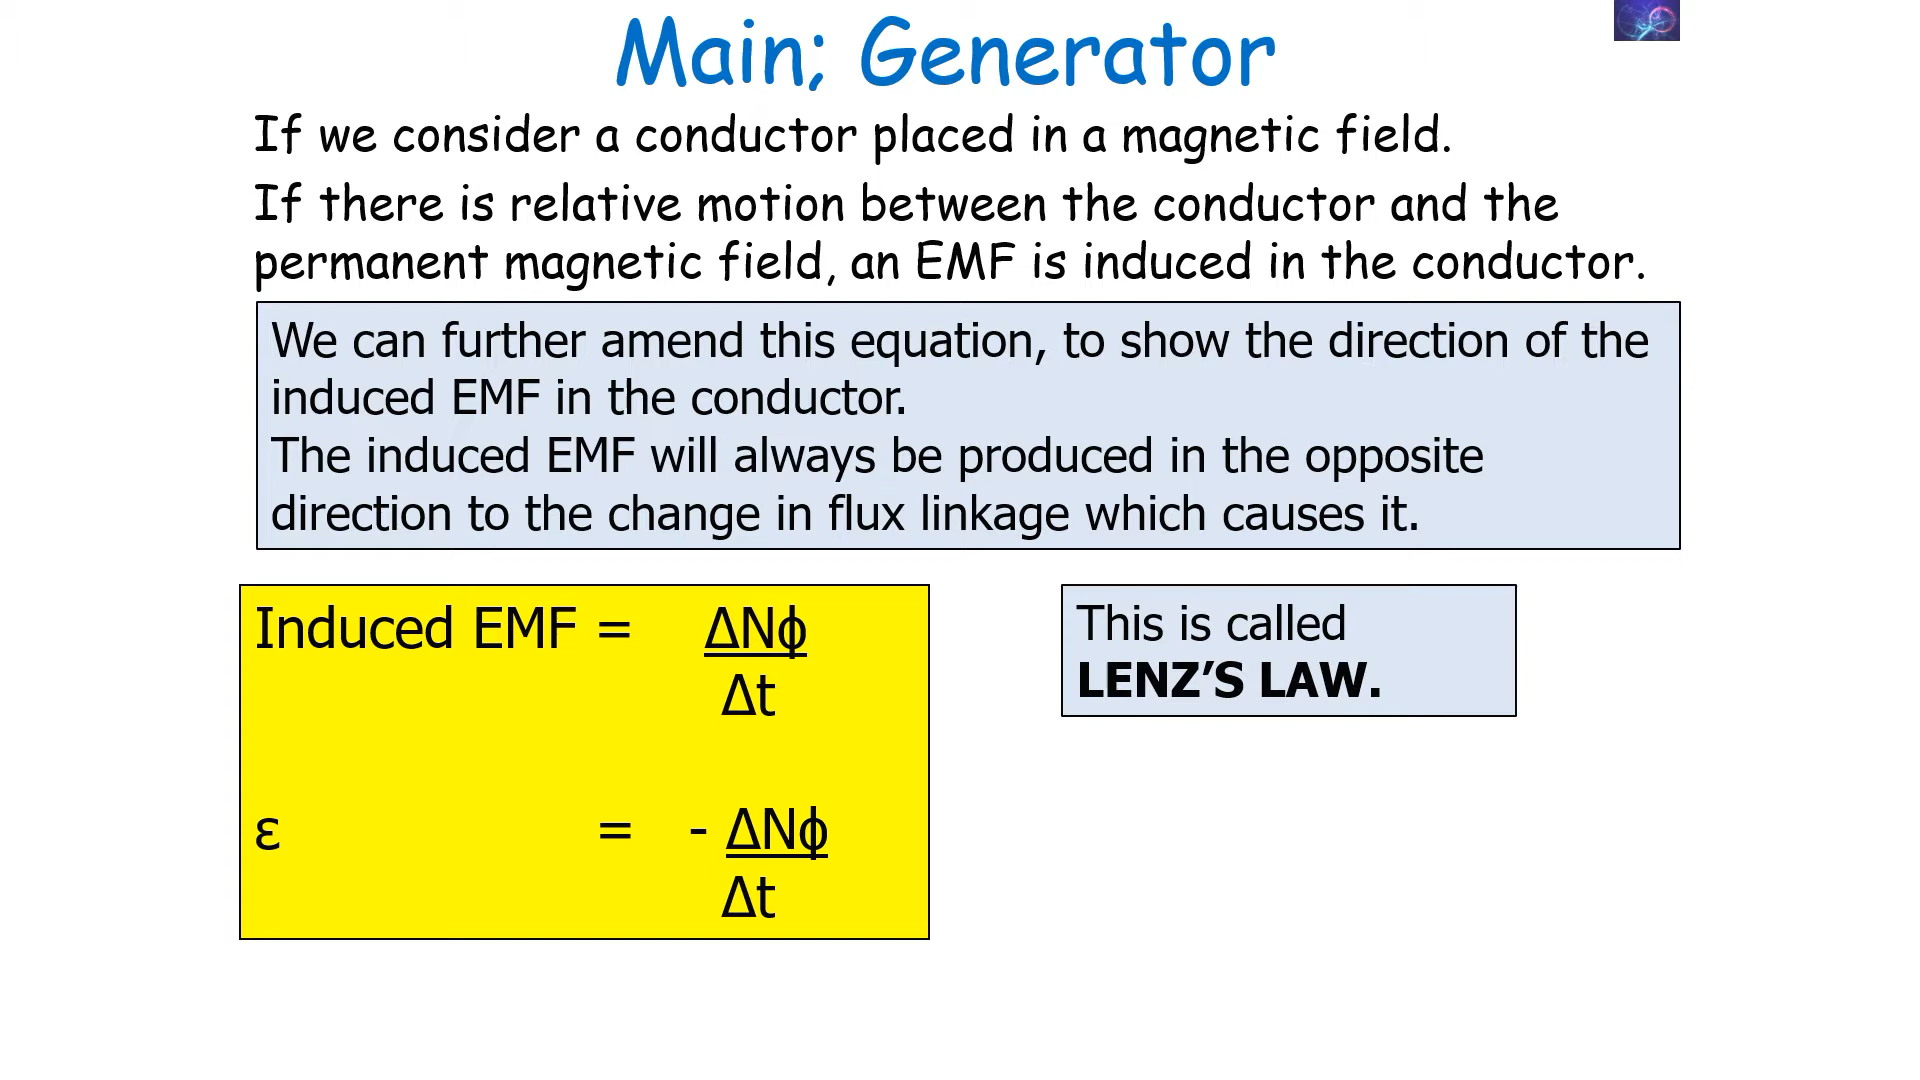 Main; Generator
If we consider a conductor placed in a magnetic field.
If there is relative motion between the conductor and the
permanent magnetic field, an EMF is induced in the conductor.
We can further amend this equation, to show the direction of the
induced EMF in the conductor.
The induced EMF will always be produced in the opposite
direction to the change in flux linkage which causes it.
Induced EMF = ΔNϕ
Δt
ε = - ΔNϕ
Δt
This is called
LENZ’S LAW.